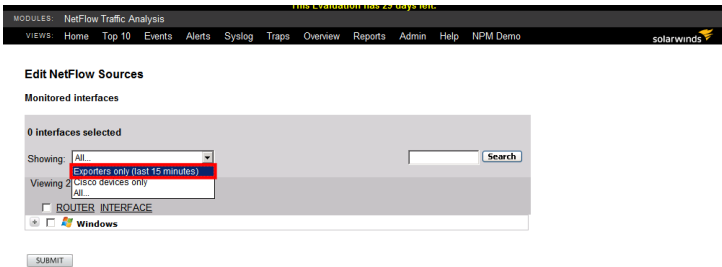 This Evaluation has 29 days left.
MODULES: NetFlow Traffic Analysis
VIEWS: Home Top 10 Events Alerts Syslog Traps Overview Reports Admin Help NPM Demo
solarwinds
Edit NetFlow Sources
Monitored interfaces
0 interfaces selected
Showing: All... Search
Exporters only (last 15 minutes)
Viewing 2 Cisco devices only
All...
ROUTER INTERFACE
Windows
SUBMIT